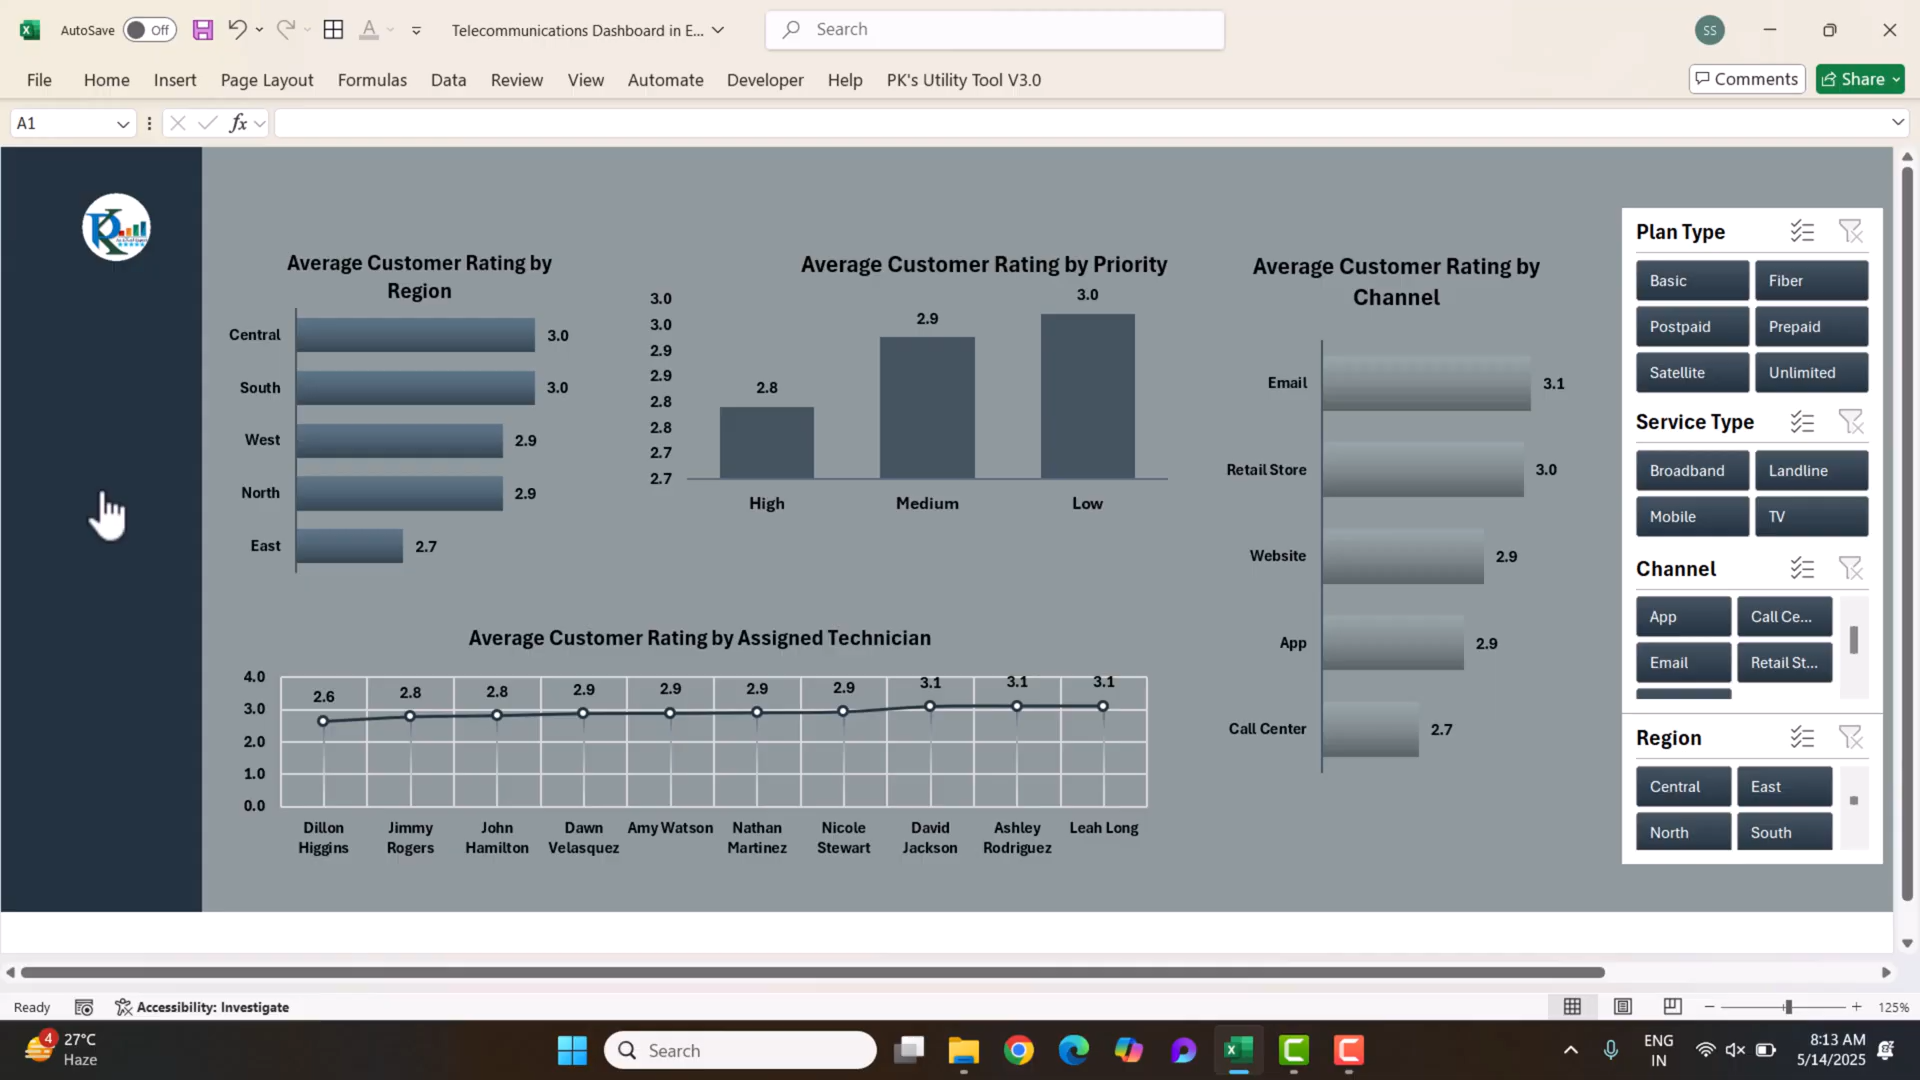 AutoSave Off
Telecommunications Dashboard in E...
Search
SS
File Home Insert Page Layout Formulas Data Review View Automate Developer Help PK's Utility Tool V3.0
Comments
Share
A1
fx
Average Customer Rating by
Region
Central 3.0
South 3.0
West 2.9
North 2.9
East 2.7
Average Customer Rating by Priority
3.0
3.0
2.9
2.9
2.8
2.8
2.7
2.7
2.8
2.9
3.0
High Medium Low
Average Customer Rating by
Channel
Email 3.1
Retail Store 3.0
Website 2.9
App 2.9
Call Center 2.7
Average Customer Rating by Assigned Technician
4.0
3.0
2.0
1.0
0.0
2.6 2.8 2.8 2.9 2.9 2.9 2.9 3.1 3.1 3.1
Dillon Higgins
Jimmy Rogers
John Hamilton
Dawn Velasquez
Amy Watson
Nathan Martinez
Nicole Stewart
David Jackson
Ashley Rodriguez
Leah Long
Plan Type
Basic Fiber
Postpaid Prepaid
Satellite Unlimited
Service Type
Broadband Landline
Mobile TV
Channel
App Call Ce...
Email Retail St...
Region
Central East
North South
Ready
Accessibility: Investigate
125%
4
27°C
Haze
Search
ENG
IN
8:13 AM
5/14/2025